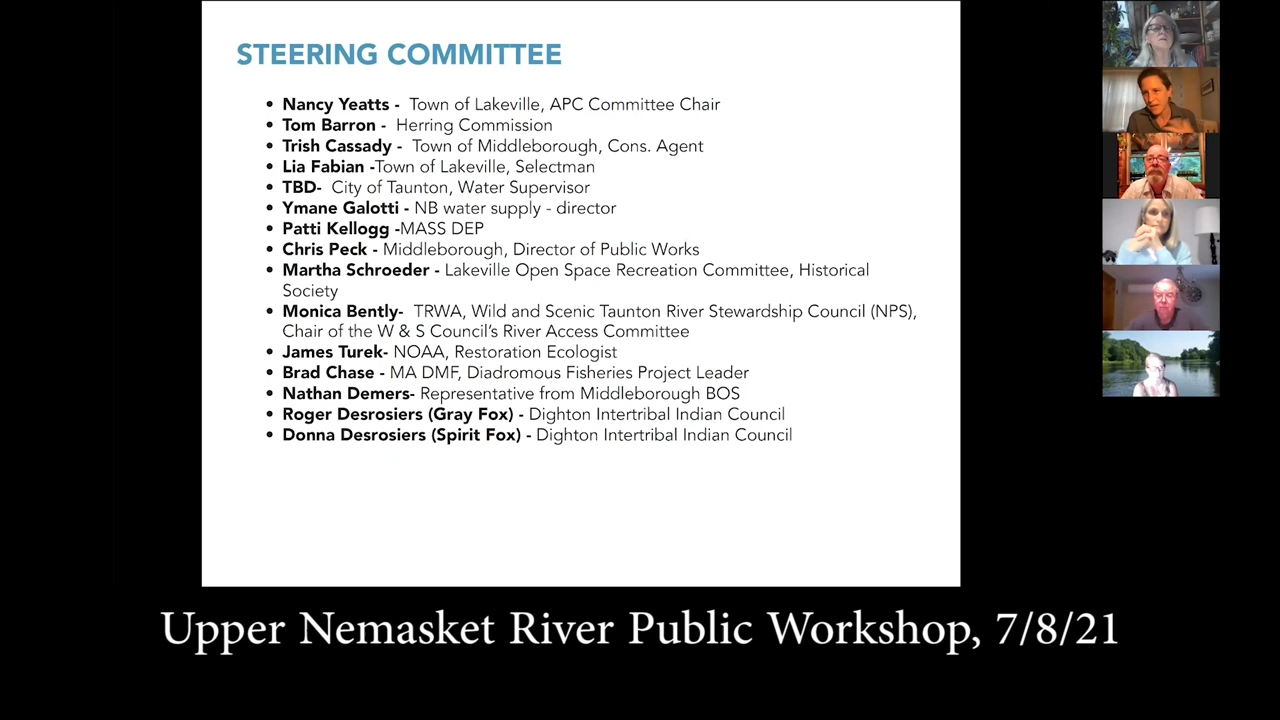 STEERING COMMITTEE
• Nancy Yeatts - Town of Lakeville, APC Committee Chair
• Tom Barron - Herring Commission
• Trish Cassady - Town of Middleborough, Cons. Agent
• Lia Fabian -Town of Lakeville, Selectman
• TBD- City of Taunton, Water Supervisor
• Ymane Galotti - NB water supply - director
• Patti Kellogg -MASS DEP
• Chris Peck - Middleborough, Director of Public Works
• Martha Schroeder - Lakeville Open Space Recreation Committee, Historical
Society
• Monica Bently- TRWA, Wild and Scenic Taunton River Stewardship Council (NPS),
Chair of the W & S Council's River Access Committee
• James Turek- NOAA, Restoration Ecologist
• Brad Chase - MA DMF, Diadromous Fisheries Project Leader
• Nathan Demers- Representative from Middleborough BOS
• Roger Desrosiers (Gray Fox) - Dighton Intertribal Indian Council
• Donna Desrosiers (Spirit Fox) - Dighton Intertribal Indian Council
Upper Nemasket River Public Workshop, 7/8/21